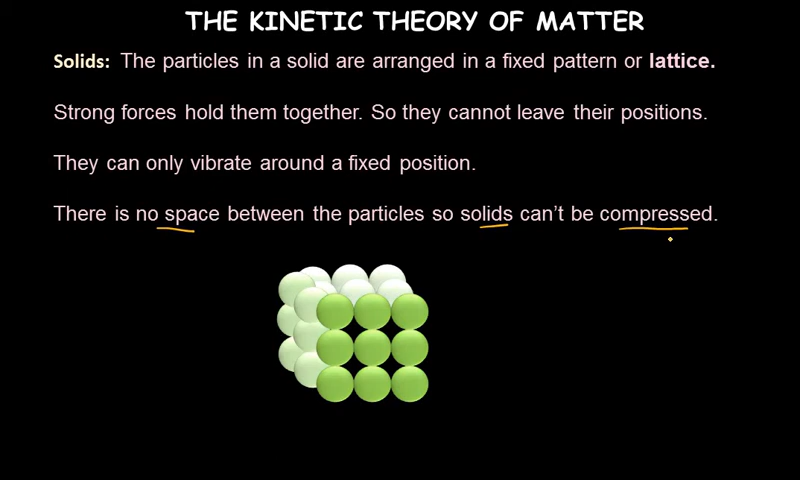 THE KINETIC THEORY OF MATTER
Solids: The particles in a solid are arranged in a fixed pattern or lattice.
Strong forces hold them together. So they cannot leave their positions.
They can only vibrate around a fixed position.
There is no space between the particles so solids can’t be compressed.